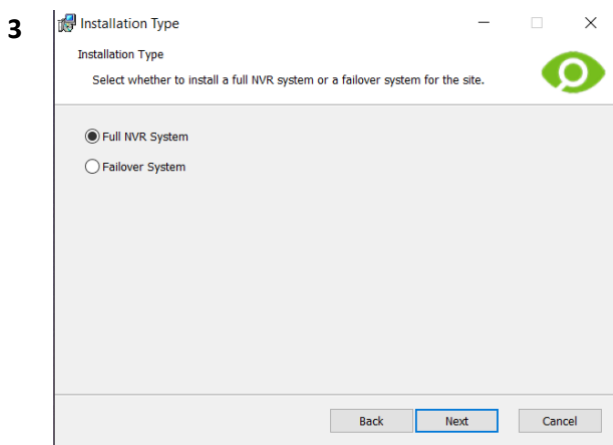 3
Installation Type
Installation Type
Select whether to install a full NVR system or a failover system for the site.
Full NVR System
Failover System
Back Next Cancel